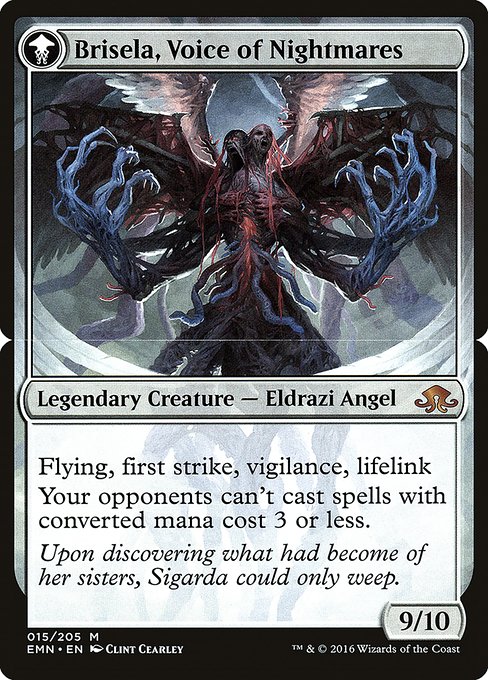 Brisela, Voice of Nightmares
Legendary Creature — Eldrazi Angel
Flying, first strike, vigilance, lifelink
Your opponents can't cast spells with
converted mana cost 3 or less.
Upon discovering what had become of
her sisters, Sigarda could only weep.
9/10
015/205 M
EMN • EN Clint Cearley
™ & © 2016 Wizards of the Coast